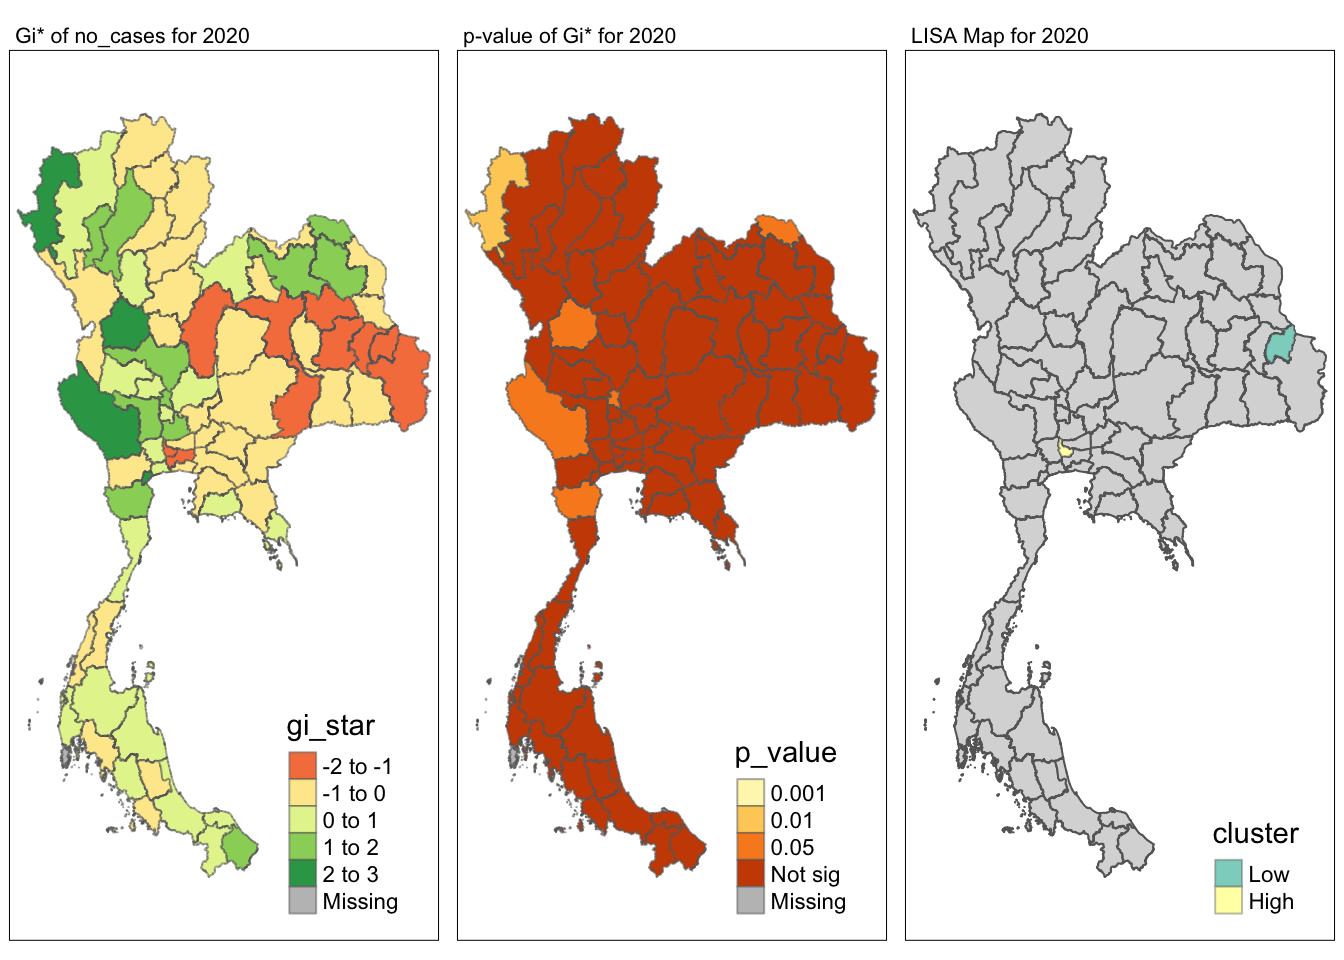 Gi* of no_cases for 2020
p-value of Gi* for 2020
LISA Map for 2020
gi_star
-2 to -1
-1 to 0
0 to 1
1 to 2
2 to 3
Missing
p_value
0.001
0.01
0.05
Not sig
Missing
cluster
Low
High